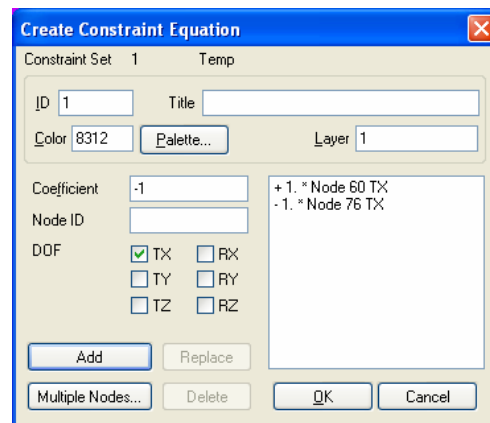 Create Constraint Equation
Constraint Set 1 Temp
ID 1 Title
Color 8312 Palette... Layer 1
Coefficient -1
Node ID
DOF TX RX
TY RY
TZ RZ
+ 1. * Node 60 TX
- 1. * Node 76 TX
Add Replace
Multiple Nodes... Delete OK Cancel